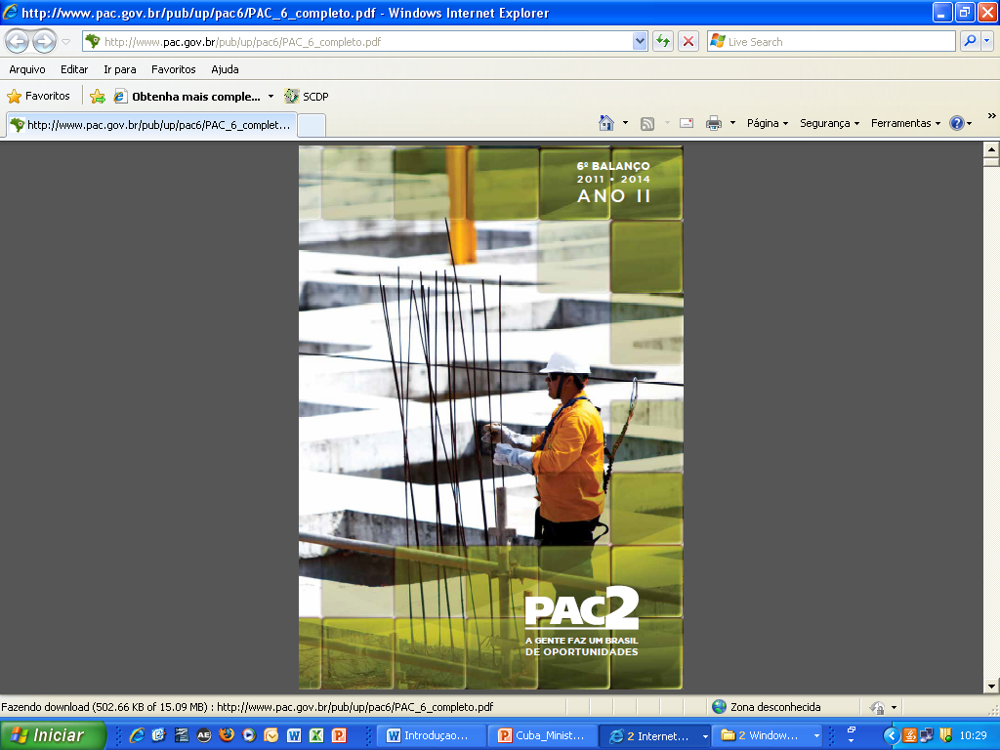 http://www.pac.gov.br/pub/up/pac6/PAC_6_completo.pdf - Windows Internet Explorer
http://www.pac.gov.br/pub/up/pac6/PAC_6_completo.pdf
Live Search
Arquivo Editar Ir para Favoritos Ajuda
Favoritos Obtenha mais comple... SCDP
http://www.pac.gov.br/pub/up/pac6/PAC_6_complet... Página Segurança Ferramentas »
6º BALANÇO
2011 • 2014
ANO II
PAC2
A GENTE FAZ UM BRASIL
DE OPORTUNIDADES
Fazendo download (502.66 KB of 15.09 MB) : http://www.pac.gov.br/pub/up/pac6/PAC_6_completo.pdf Zona desconhecida
Iniciar AE Introduçao... Cuba_Minist... 2 Internet... 2 Window... 10:29